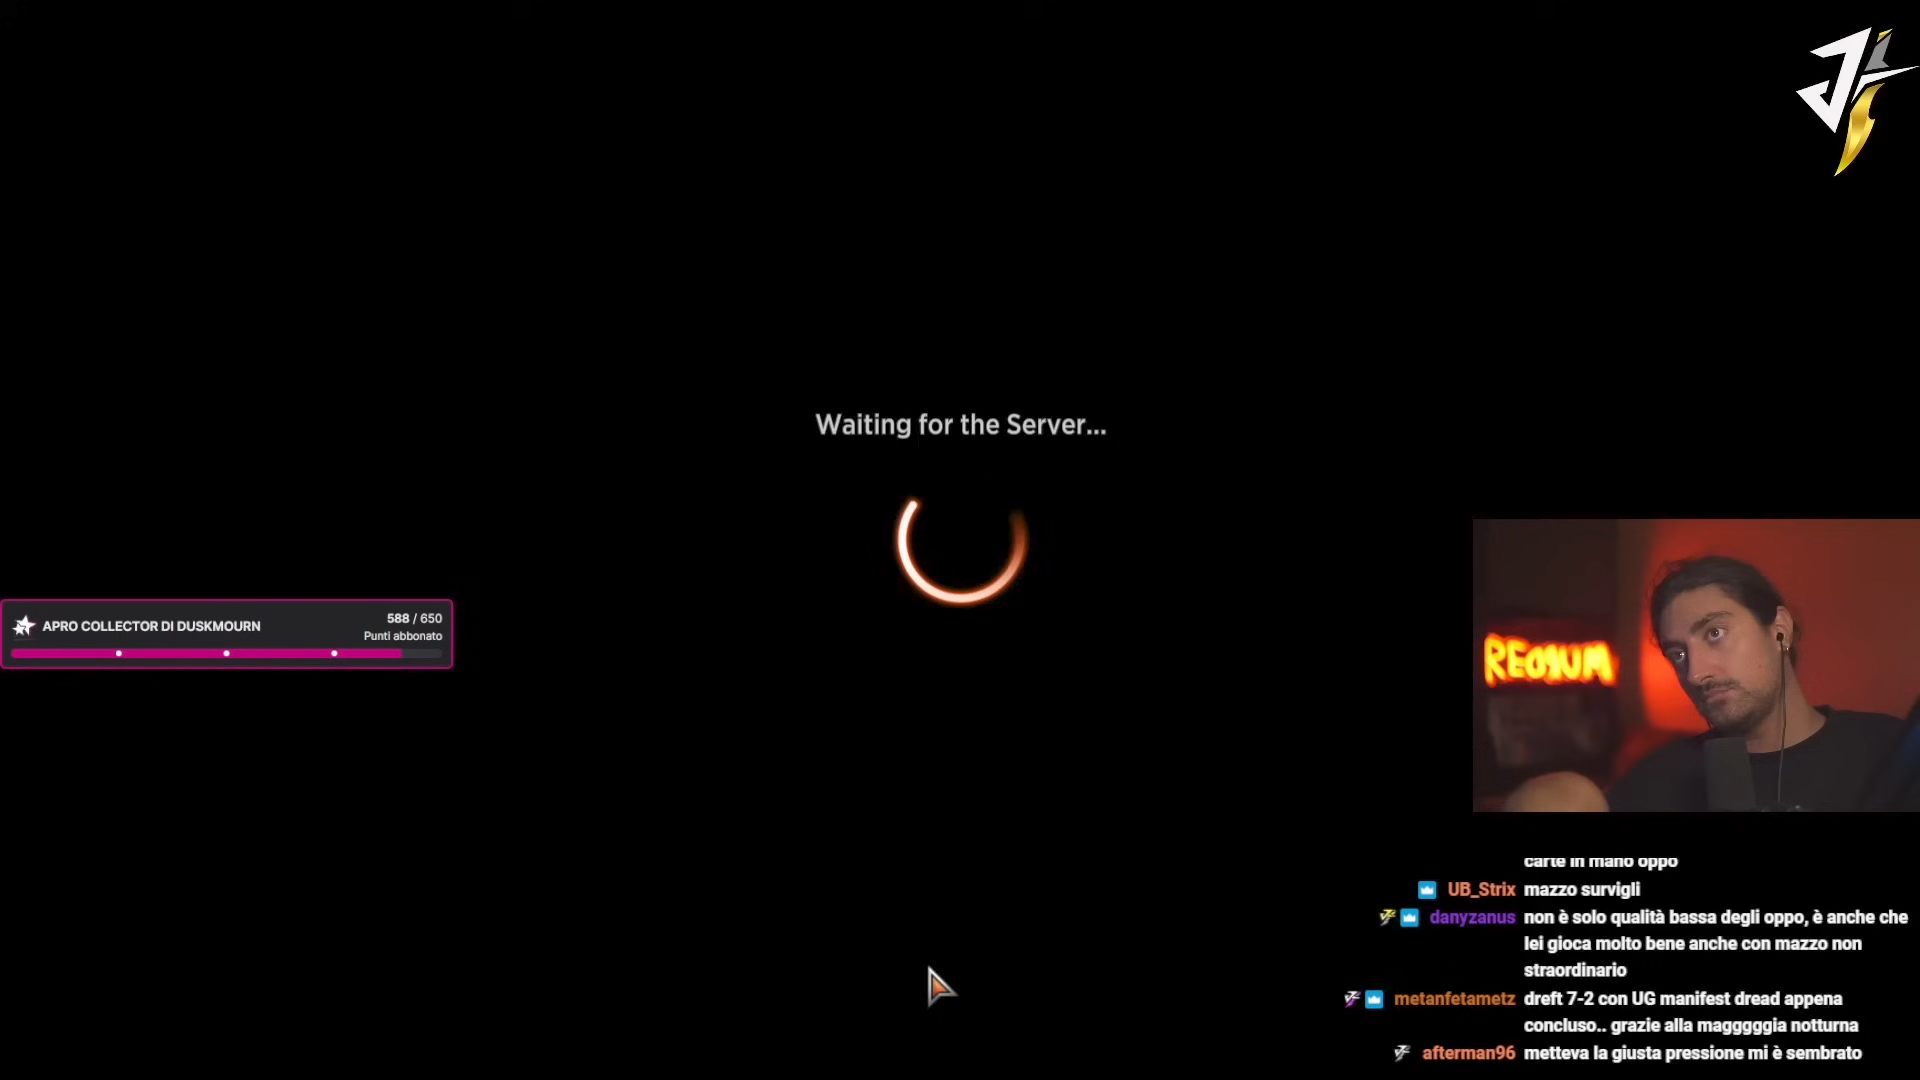 Waiting for the Server...
APRO COLLECTOR DI DUSKMOURN
588 / 650
Punti abbonato
REDRUM
carte in mano oppo
UB_Strix mazzo survigli
danyzanus non è solo qualità bassa degli oppo, è anche che
lei gioca molto bene anche con mazzo non
straordinario
metanfetametz dreft 7-2 con UG manifest dread appena
concluso.. grazie alla magggggia notturna
afterman96 metteva la giusta pressione mi è sembrato